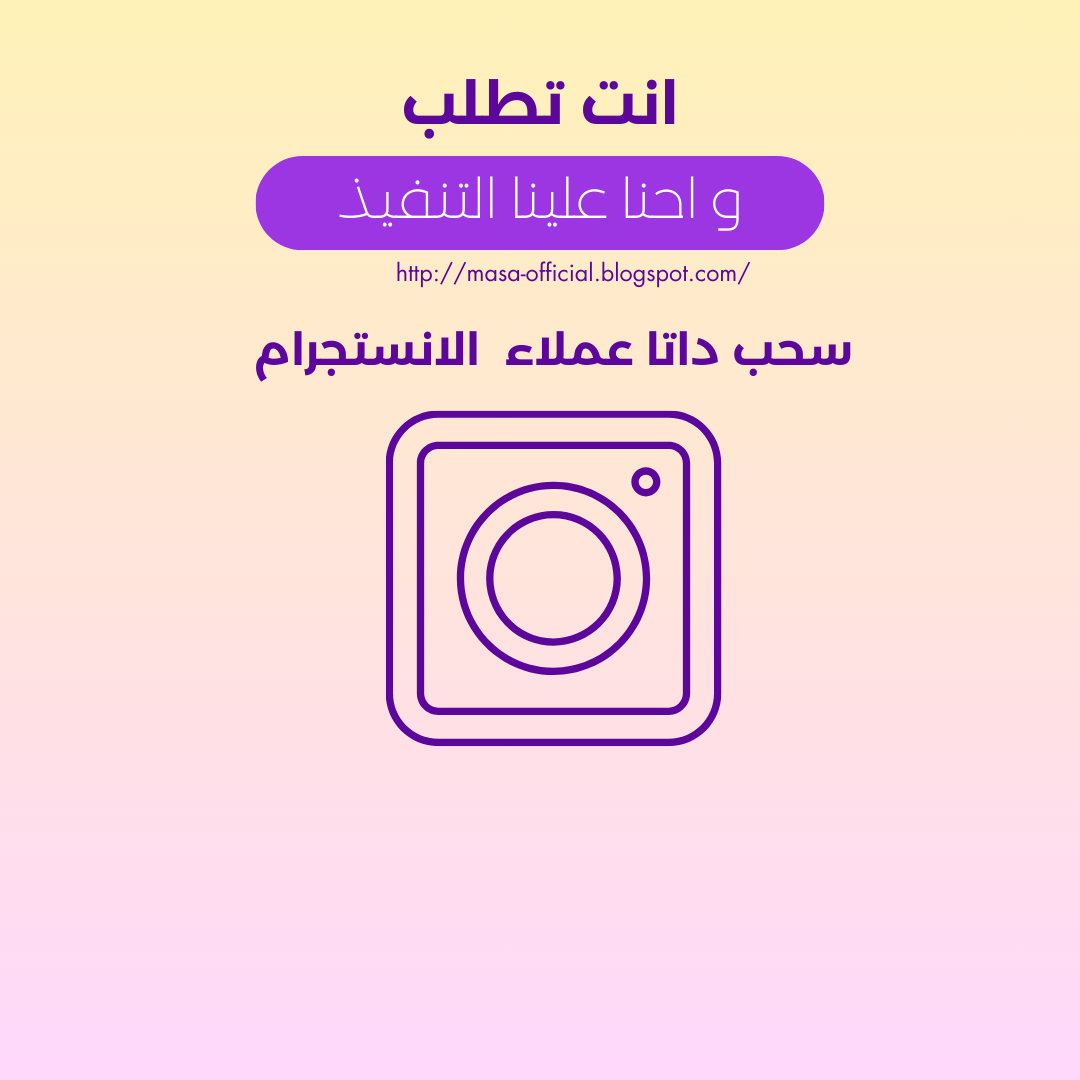 انت تطلب
و احنا علينا التنفيذ
http://masa-official.blogspot.com/
سحب داتا عملاء الانستجرام